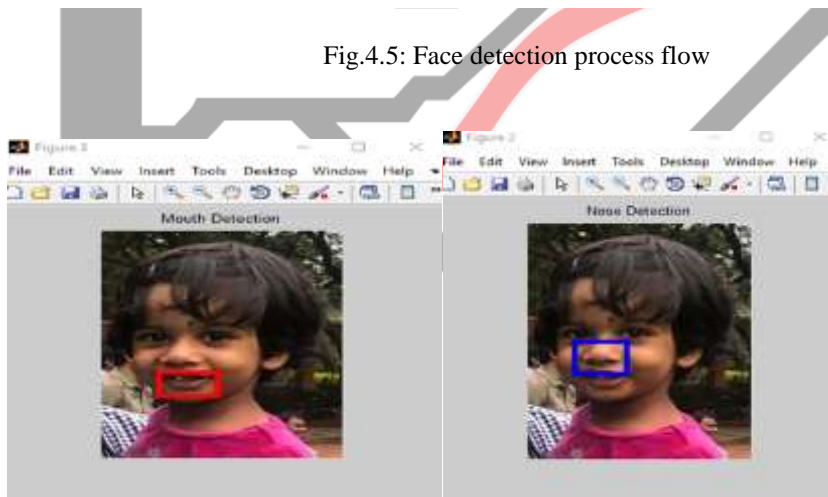 Fig.4.5: Face detection process flow
Figure 3
File Edit View Insert Tools Desktop Window Help
Mouth Detection
Figure 2
File Edit View Insert Tools Desktop Window Help
Nose Detection